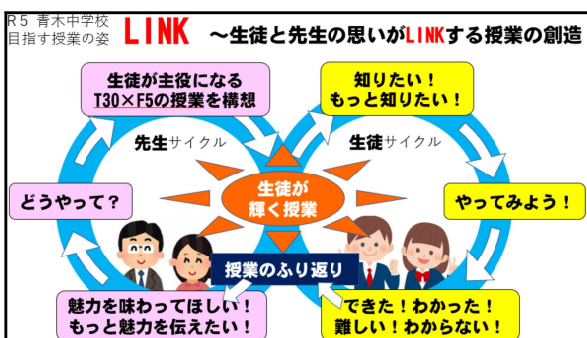 R5 青木中学校
目指す授業の姿
LINK ～生徒と先生の思いがLINKする授業の創造
生徒が主役になる
T30×F5の授業を構想
知りたい！
もっと知りたい！
先生サイクル
生徒サイクル
どうやって？
生徒が
輝く授業
やってみよう！
授業のふり返り
魅力を味わってほしい！
もっと魅力を伝えたい！
できた！わかった！
難しい！わからない！